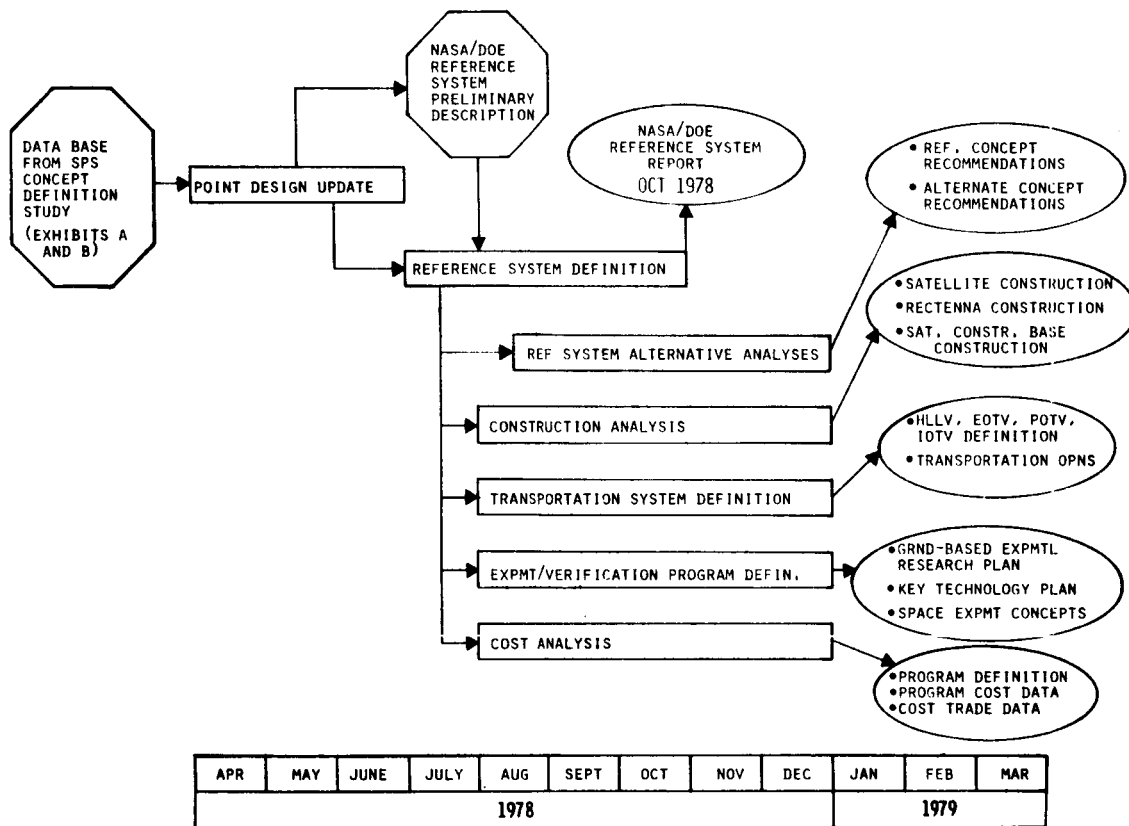 DATA BASE
FROM SPS
CONCEPT
DEFINITION
STUDY
(EXHIBITS A
AND B)
POINT DESIGN UPDATE
NASA/DOE
REFERENCE
SYSTEM
PRELIMINARY
DESCRIPTION
NASA/DOE
REFERENCE SYSTEM
REPORT
OCT 1978
REFERENCE SYSTEM DEFINITION
REF SYSTEM ALTERNATIVE ANALYSES
• REF. CONCEPT
RECOMMENDATIONS
• ALTERNATE CONCEPT
RECOMMENDATIONS
CONSTRUCTION ANALYSIS
• SATELLITE CONSTRUCTION
• RECTENNA CONSTRUCTION
• SAT. CONSTR. BASE
CONSTRUCTION
TRANSPORTATION SYSTEM DEFINITION
• HLLV, EOTV, POTV,
IOTV DEFINITION
• TRANSPORTATION OPNS
EXPMT/VERIFICATION PROGRAM DEFIN.
• GRND-BASED EXPMTL
RESEARCH PLAN
• KEY TECHNOLOGY PLAN
• SPACE EXPMT CONCEPTS
COST ANALYSIS
• PROGRAM DEFINITION
• PROGRAM COST DATA
• COST TRADE DATA
APR MAY JUNE JULY AUG SEPT OCT NOV DEC JAN FEB MAR
1978 1979